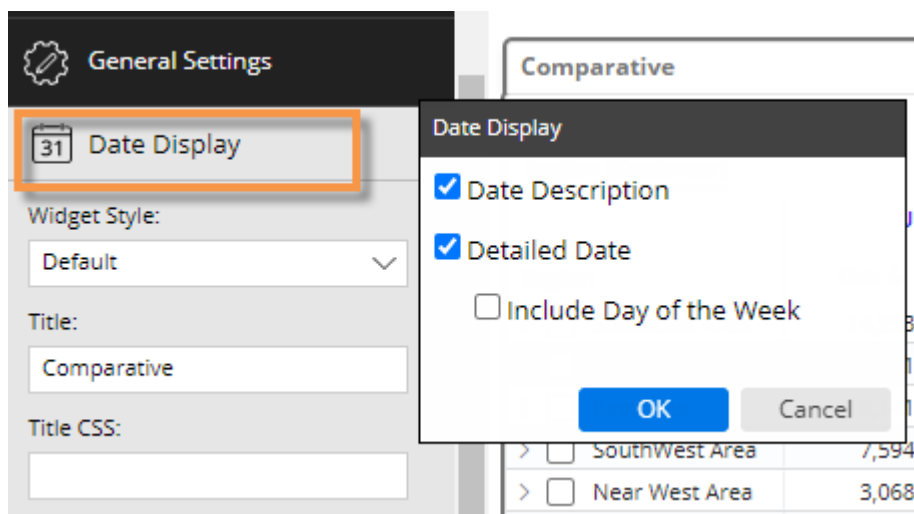 General Settings
31 Date Display
Widget Style:
Default
Title:
Comparative
Title CSS:
Comparative
Date Display
Date Description
Detailed Date
Include Day of the Week
OK Cancel
SouthWest Area 7,594
Near West Area 3,068